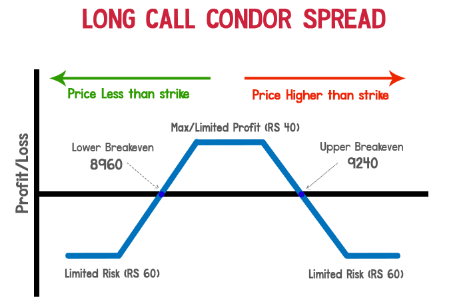 LONG CALL CONDOR SPREAD
Price Less than strike
Price Higher than strike
Max/Limited Profit (RS 40)
Lower Breakeven
8960
Upper Breakeven
9240
Profit/Loss
Limited Risk (RS 60)
Limited Risk (RS 60)